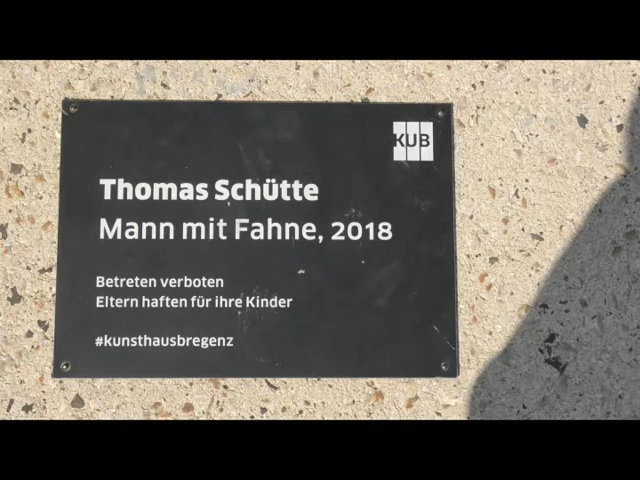 KUB
Thomas Schütte
Mann mit Fahne, 2018
Betreten verboten
Eltern haften für ihre Kinder
#kunsthausbregenz